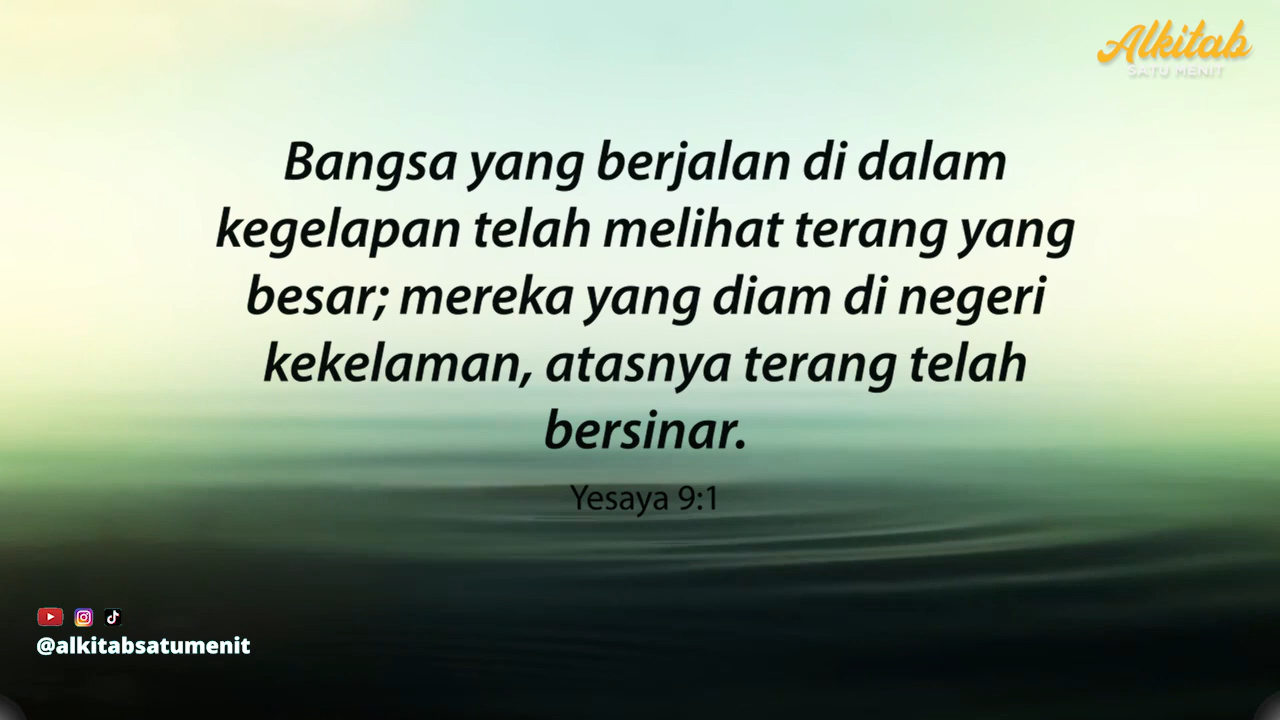 Alkitab
SATU MENIT
Bangsa yang berjalan di dalam
kegelapan telah melihat terang yang
besar; mereka yang diam di negeri
kekelaman, atasnya terang telah
bersinar.
Yesaya 9:1
@alkitabsatumenit